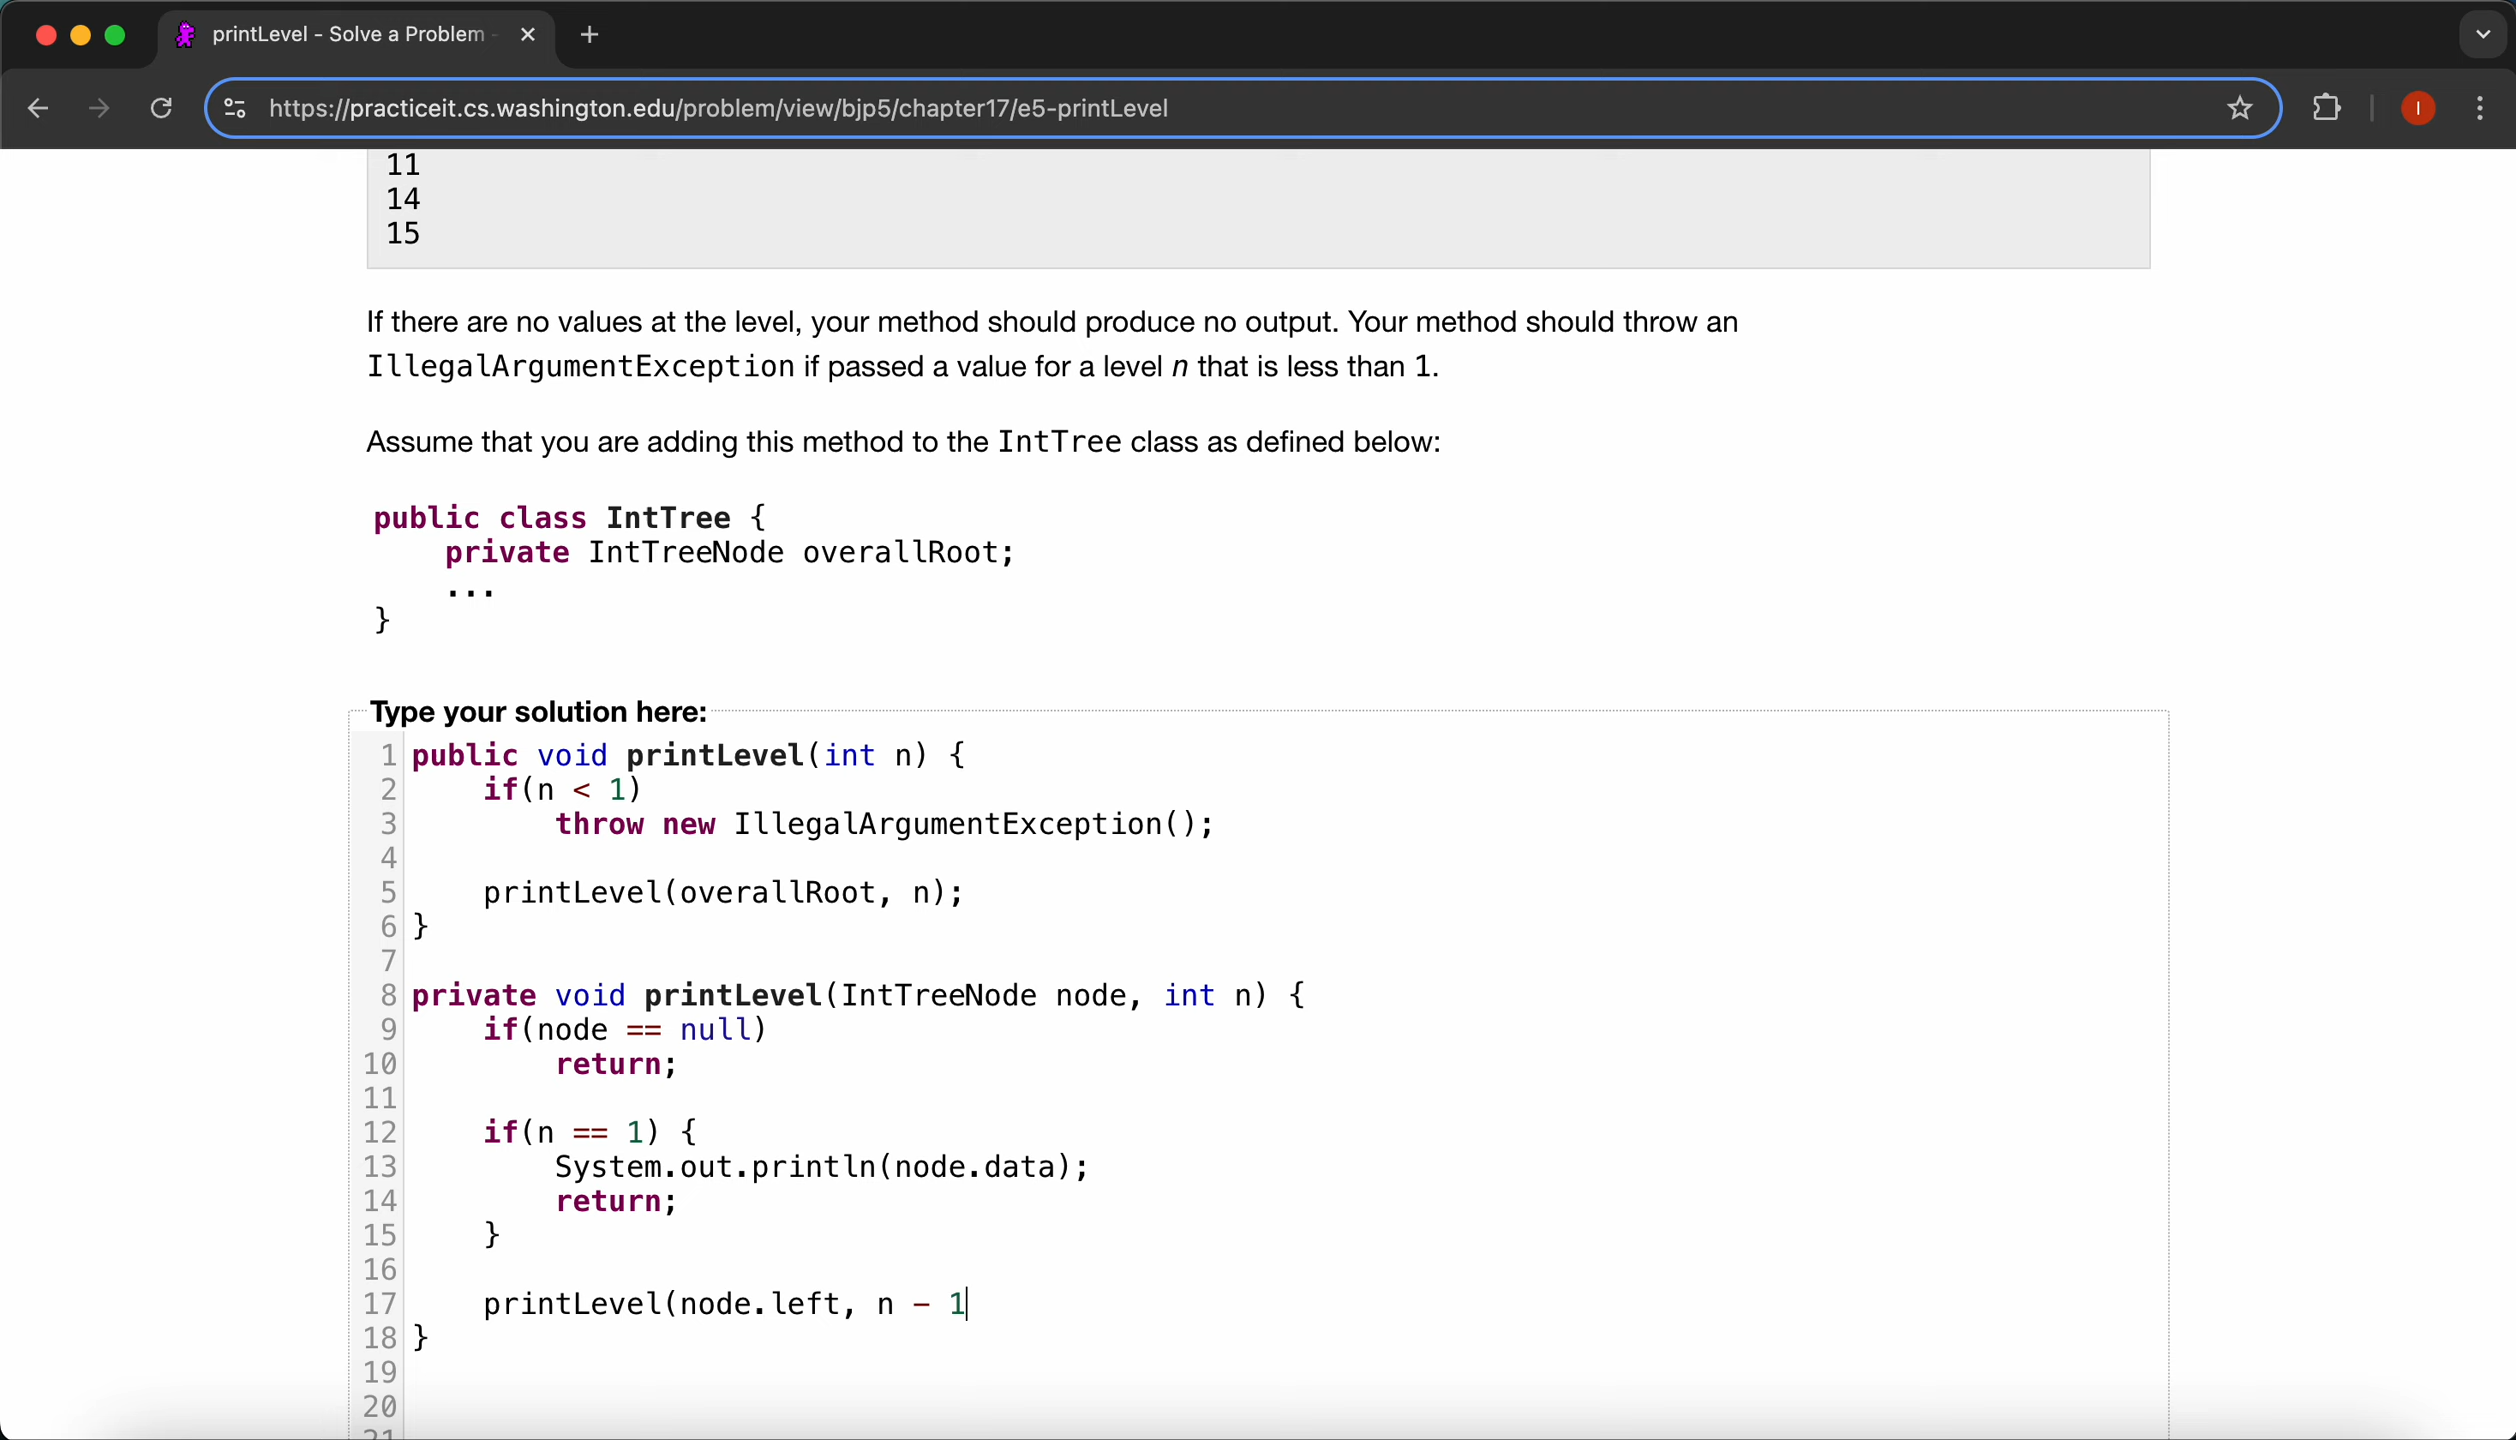 printLevel - Solve a Problem -
https://practiceit.cs.washington.edu/problem/view/bjp5/chapter17/e5-printLevel
I
11
14
15
If there are no values at the level, your method should produce no output. Your method should throw an
IllegalArgumentException if passed a value for a level n that is less than 1.
Assume that you are adding this method to the IntTree class as defined below:
public class IntTree {
    private IntTreeNode overallRoot;
    ...
}
Type your solution here:
1 public void printLevel(int n) {
2     if(n < 1)
3         throw new IllegalArgumentException();
4
5     printLevel(overallRoot, n);
6 }
7
8 private void printLevel(IntTreeNode node, int n) {
9     if(node == null)
10         return;
11
12     if(n == 1) {
13         System.out.println(node.data);
14         return;
15     }
16
17     printLevel(node.left, n - 1
18 }
19
20
21